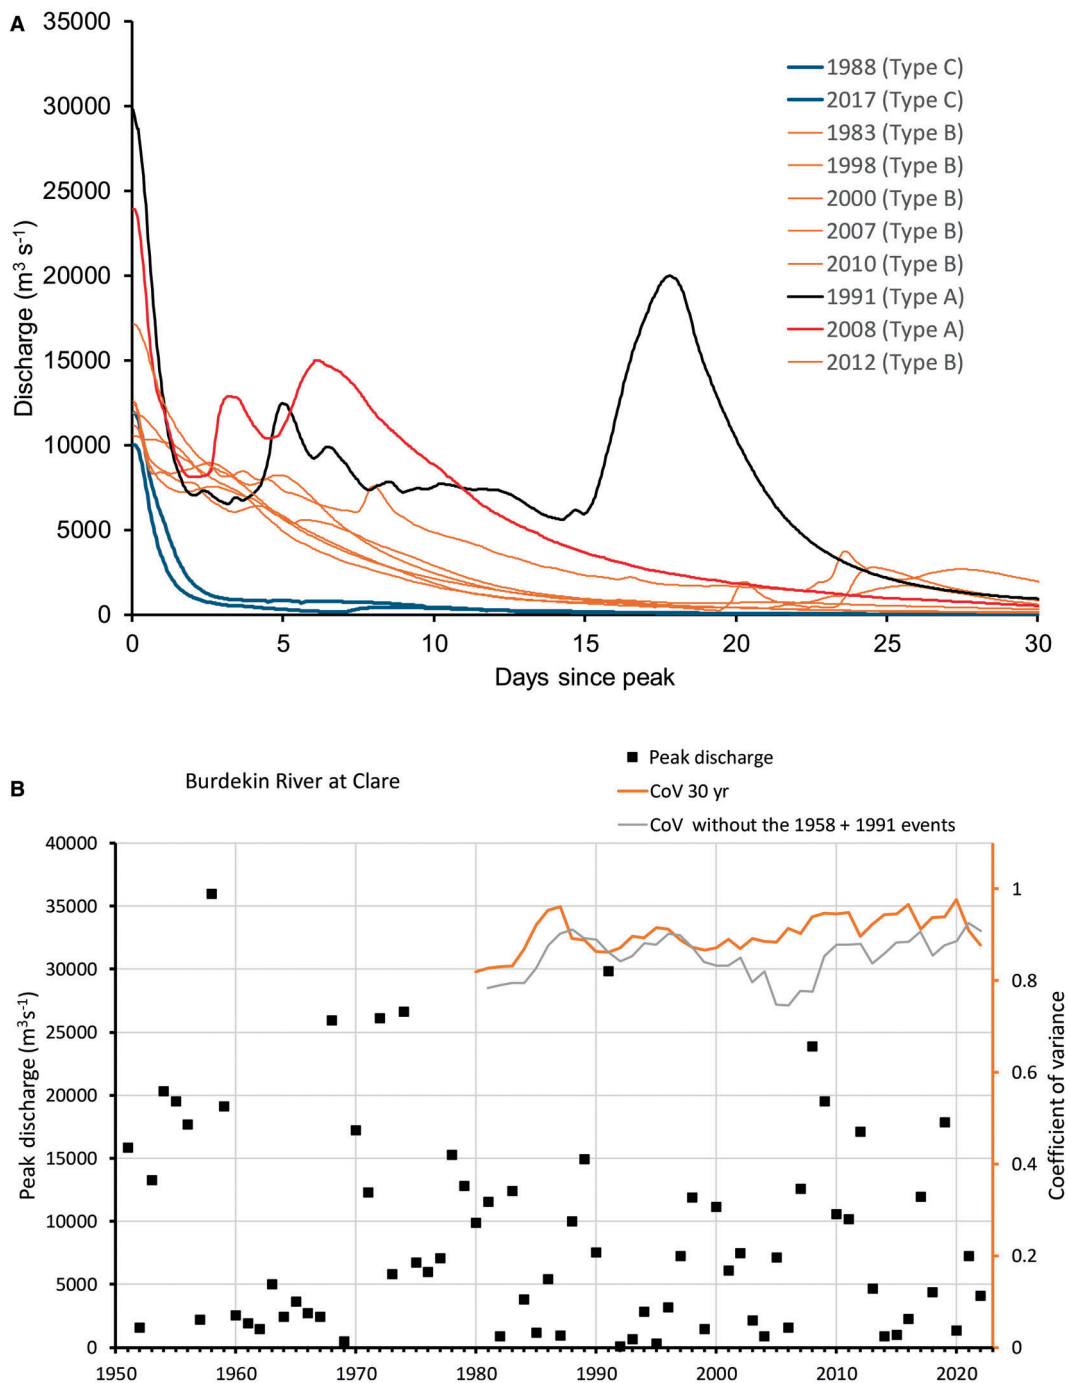 A
35000
30000
25000
20000
15000
10000
5000
0
Discharge (m³ s⁻¹)
1988 (Type C)
2017 (Type C)
1983 (Type B)
1998 (Type B)
2000 (Type B)
2007 (Type B)
2010 (Type B)
1991 (Type A)
2008 (Type A)
2012 (Type B)
0 5 10 15 20 25 30
Days since peak
B
Burdekin River at Clare
Peak discharge
CoV 30 yr
CoV without the 1958 + 1991 events
40000
35000
30000
25000
20000
15000
10000
5000
0
Peak discharge (m³s⁻¹)
1
0.8
0.6
0.4
0.2
0
Coefficient of variance
1950 1960 1970 1980 1990 2000 2010 2020